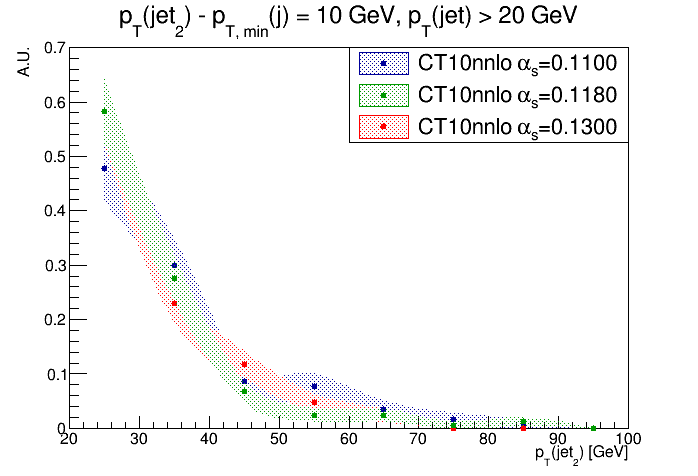 p_T(jet_2) - p_T, min(j) = 10 GeV, p_T(jet) > 20 GeV
A.U.
CT10nnlo α_s=0.1100
CT10nnlo α_s=0.1180
CT10nnlo α_s=0.1300
0.7
0.6
0.5
0.4
0.3
0.2
0.1
0
20 30 40 50 60 70 80 90 100
p_T(jet_2) [GeV]